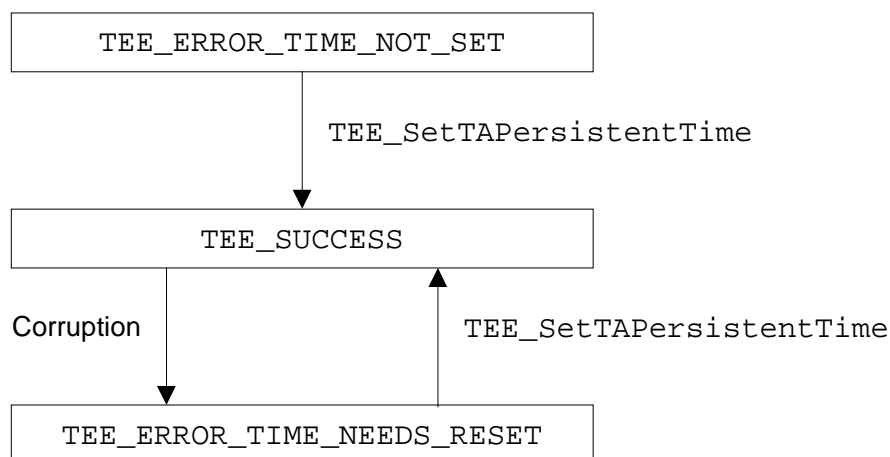 TEE_ERROR_TIME_NOT_SET
TEE_SetTAPersistentTime
TEE_SUCCESS
Corruption
TEE_SetTAPersistentTime
TEE_ERROR_TIME_NEEDS_RESET